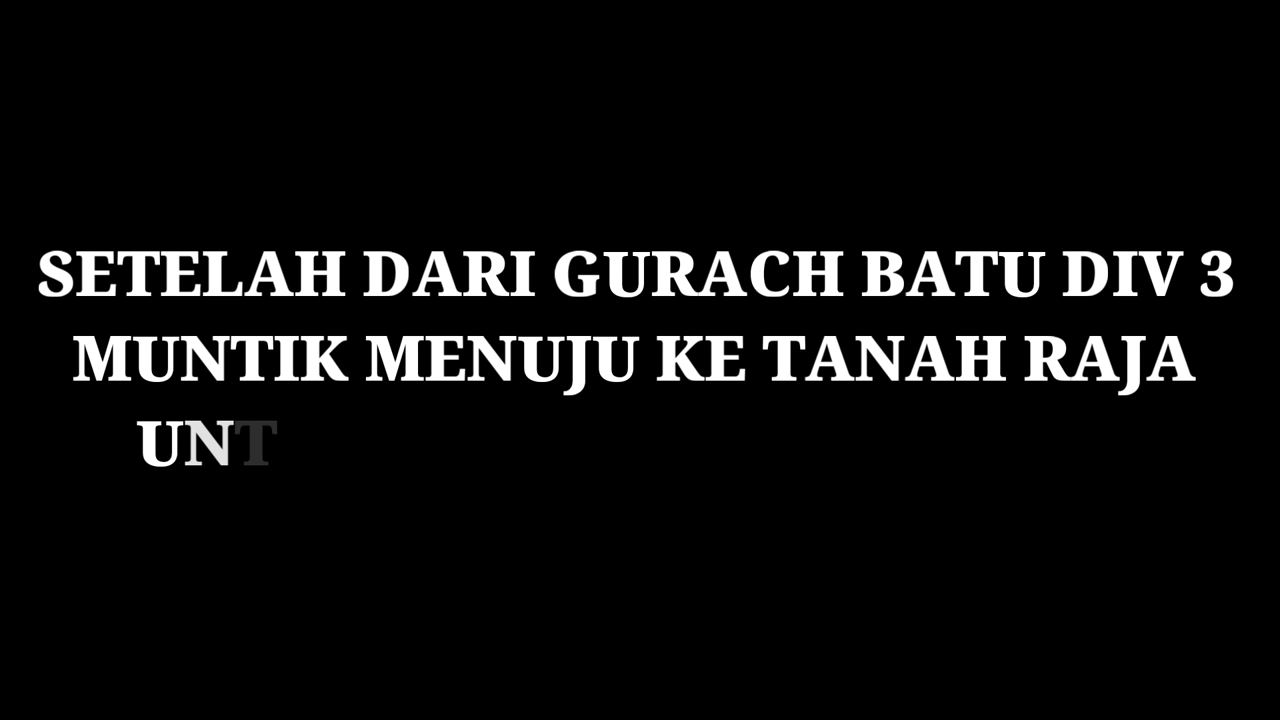 SETELAH DARI GURACH BATU DIV 3
MUNTIK MENUJU KE TANAH RAJA
UNT